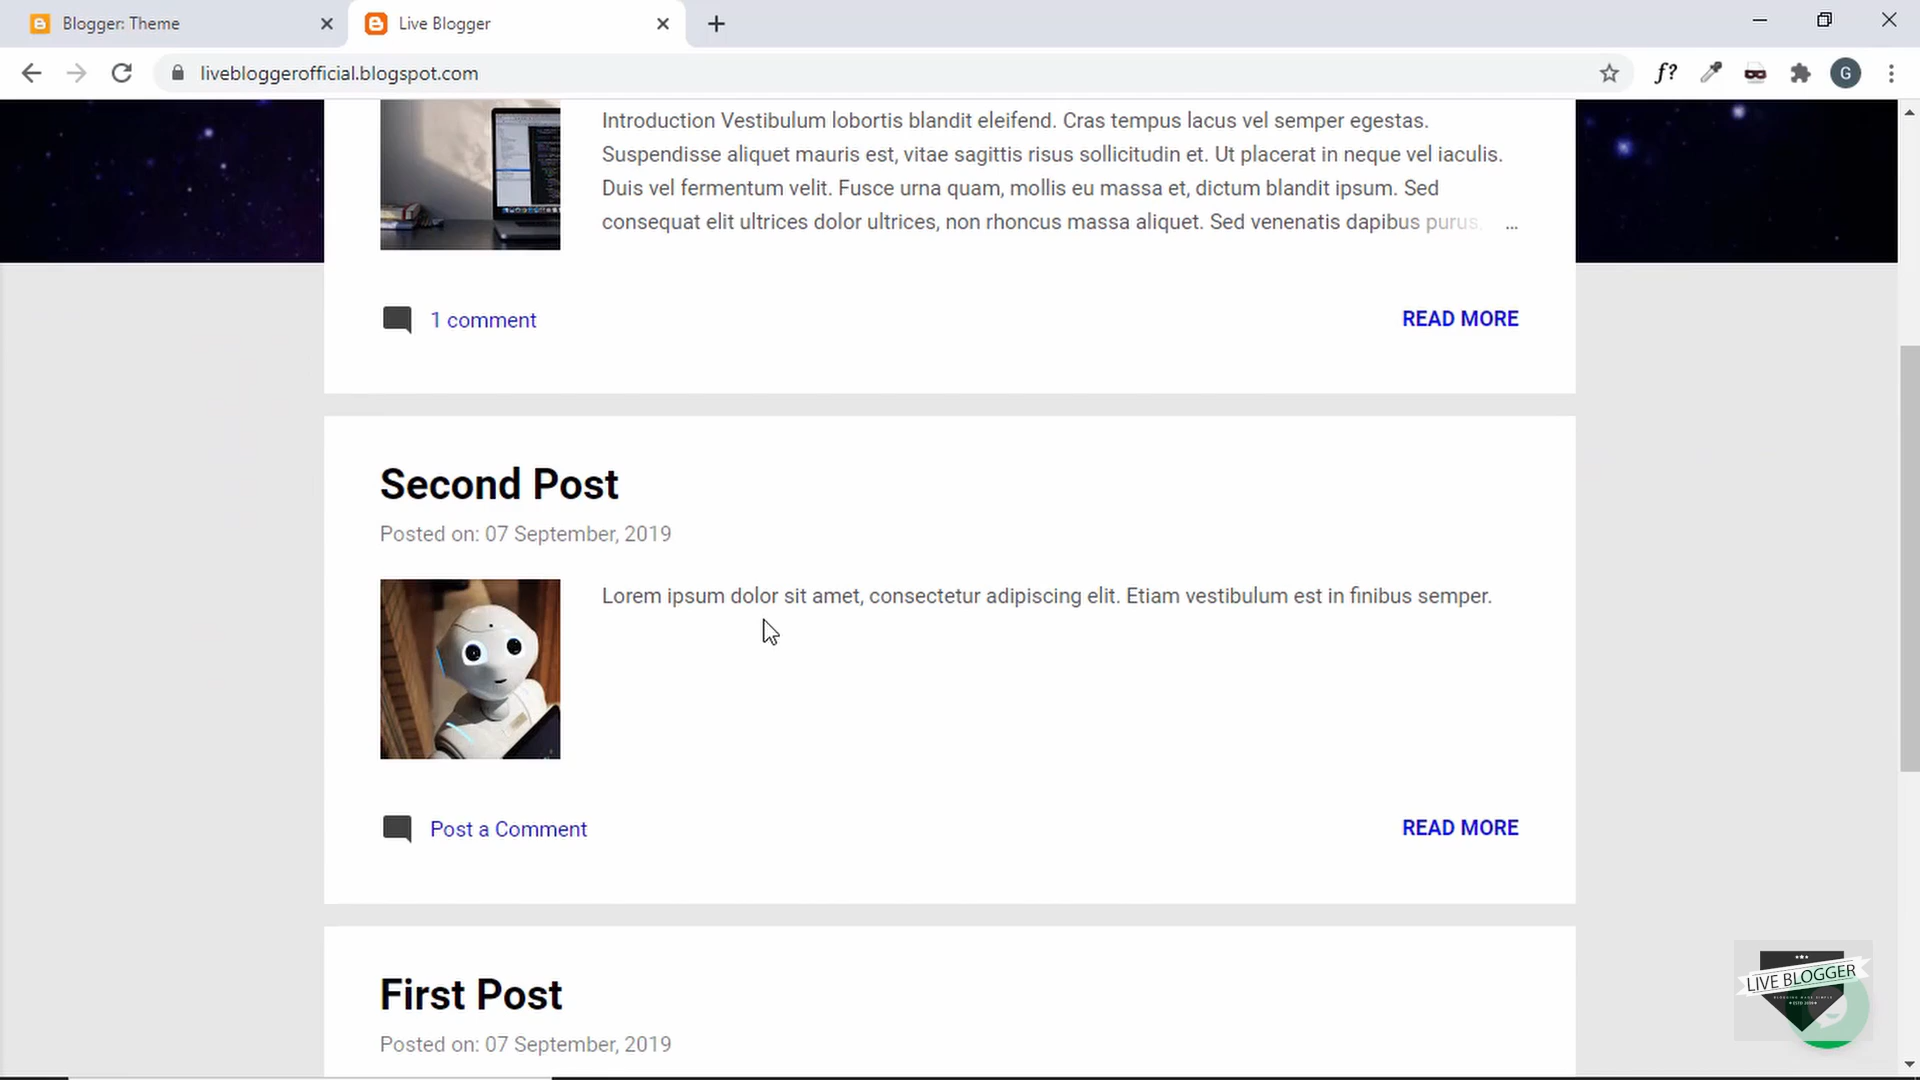 Blogger: Theme
Live Blogger
livebloggerofficial.blogspot.com
f?
G
Introduction Vestibulum lobortis blandit eleifend. Cras tempus lacus vel semper egestas.
Suspendisse aliquet mauris est, vitae sagittis risus sollicitudin et. Ut placerat in neque vel iaculis.
Duis vel fermentum velit. Fusce urna quam, mollis eu massa et, dictum blandit ipsum. Sed
consequat elit ultrices dolor ultrices, non rhoncus massa aliquet. Sed venenatis dapibus purus. ...
1 comment
READ MORE
Second Post
Posted on: 07 September, 2019
Lorem ipsum dolor sit amet, consectetur adipiscing elit. Etiam vestibulum est in finibus semper.
Post a Comment
READ MORE
First Post
Posted on: 07 September, 2019
LIVE BLOGGER